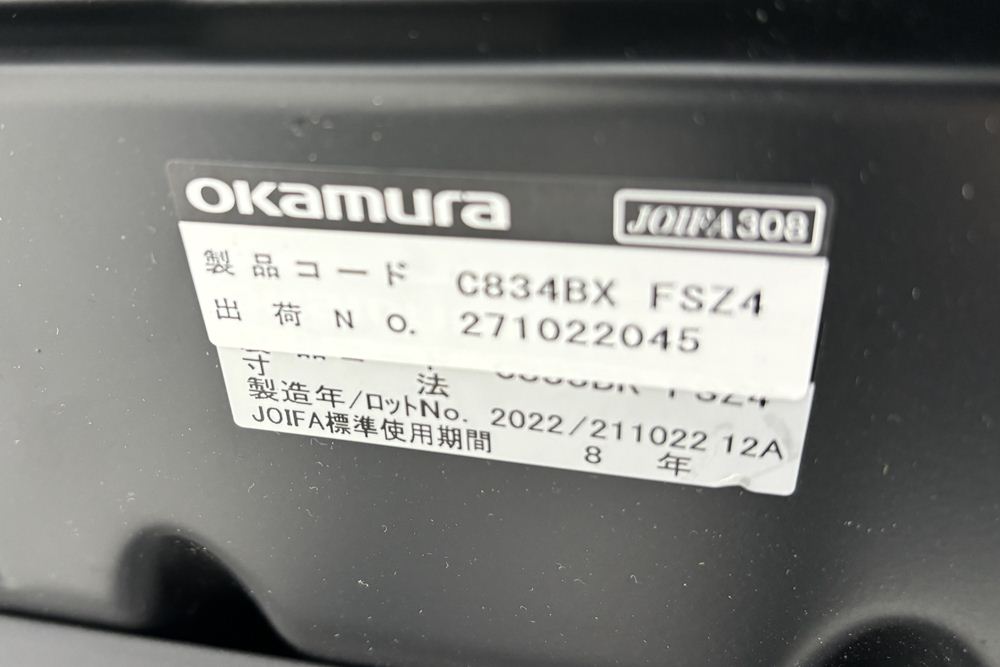 okamura JOIFA308
製品コード C834BX FSZ4
出荷NO. 271022045
寸 法
製造年/ロットNo. 2022/211022 12A
JOIFA標準使用期間 8 年